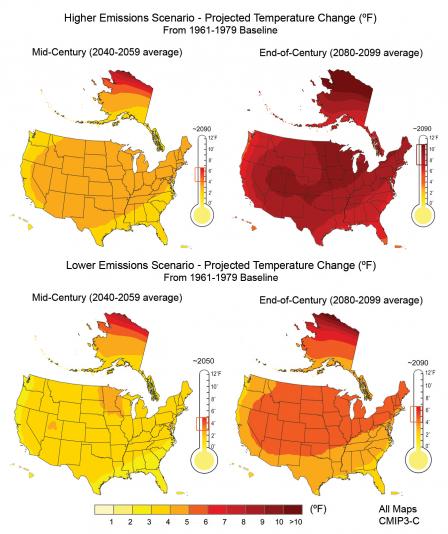 Higher Emissions Scenario - Projected Temperature Change (ºF)
From 1961-1979 Baseline
Mid-Century (2040-2059 average)
End-of-Century (2080-2099 average)
~2090
12˚F
10˚
8˚
6˚
4˚
2˚
0˚
~2090
12˚F
10˚
8˚
6˚
4˚
2˚
0˚
Lower Emissions Scenario - Projected Temperature Change (ºF)
From 1961-1979 Baseline
Mid-Century (2040-2059 average)
End-of-Century (2080-2099 average)
~2050
12˚F
10˚
8˚
6˚
4˚
2˚
0˚
~2090
12˚F
10˚
8˚
6˚
4˚
2˚
0˚
(ºF)
1 2 3 4 5 6 7 8 9 10 >10
All Maps
CMIP3-C